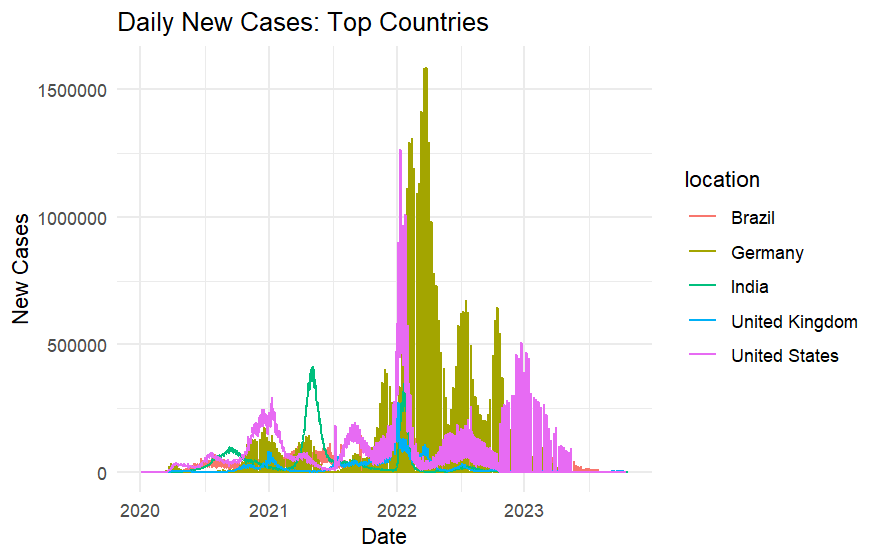 Daily New Cases: Top Countries
New Cases
1500000
1000000
500000
0
2020
2021
2022
2023
Date
location
Brazil
Germany
India
United Kingdom
United States